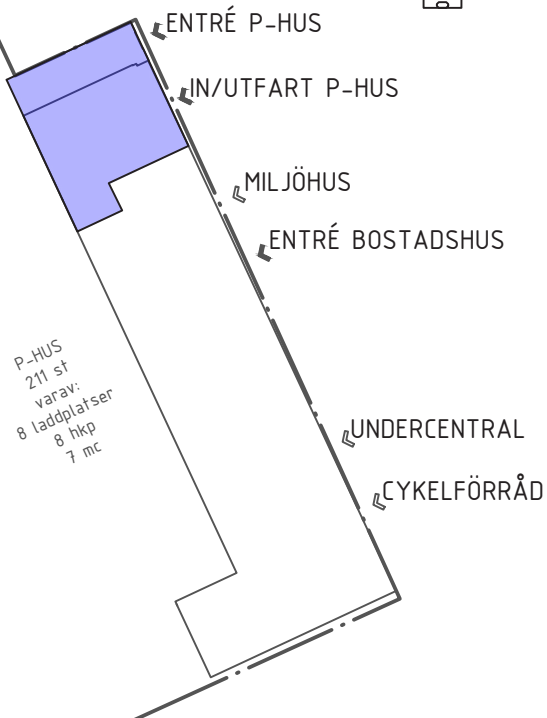 ENTRÉ P-HUS
IN/UTFART P-HUS
MILJÖHUS
ENTRÉ BOSTADSHUS
P-HUS
211 st
varav:
8 laddplatser
8 hkp
7 mc
UNDERCENTRAL
CYKELFÖRRÅD